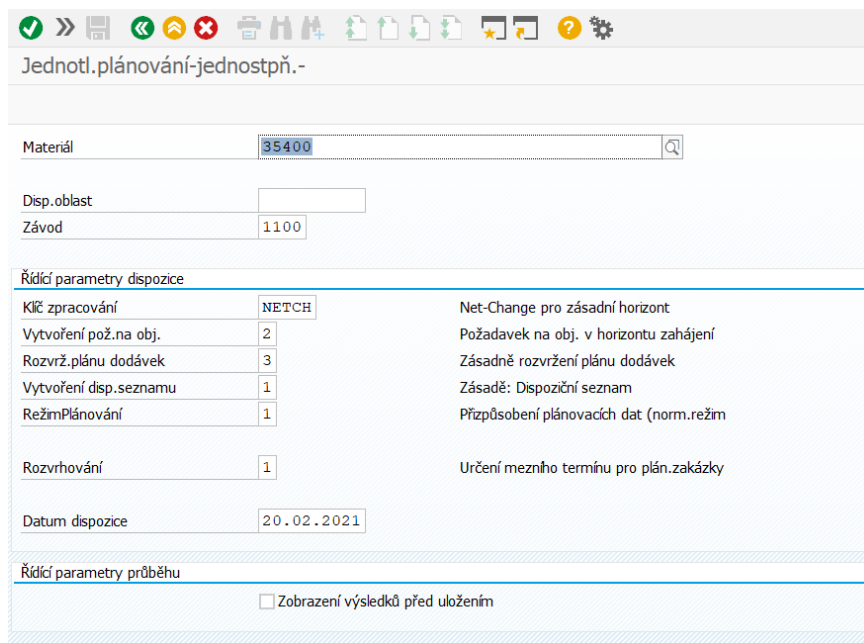 Jednotl.plánování-jednostpň.-
Materiál 35400
Disp.oblast
Závod 1100
Řídící parametry dispozice
Klíč zpracování NETCH Net-Change pro zásadní horizont
Vytvoření pož.na obj. 2 Požadavek na obj. v horizontu zahájení
Rozvrž.plánu dodávek 3 Zásadně rozvržení plánu dodávek
Vytvoření disp.seznamu 1 Zásadě: Dispoziční seznam
RežimPlánování 1 Přizpůsobení plánovacích dat (norm.režim
Rozvrhování 1 Určení mezního termínu pro plán.zakázky
Datum dispozice 20.02.2021
Řídící parametry průběhu
Zobrazení výsledků před uložením